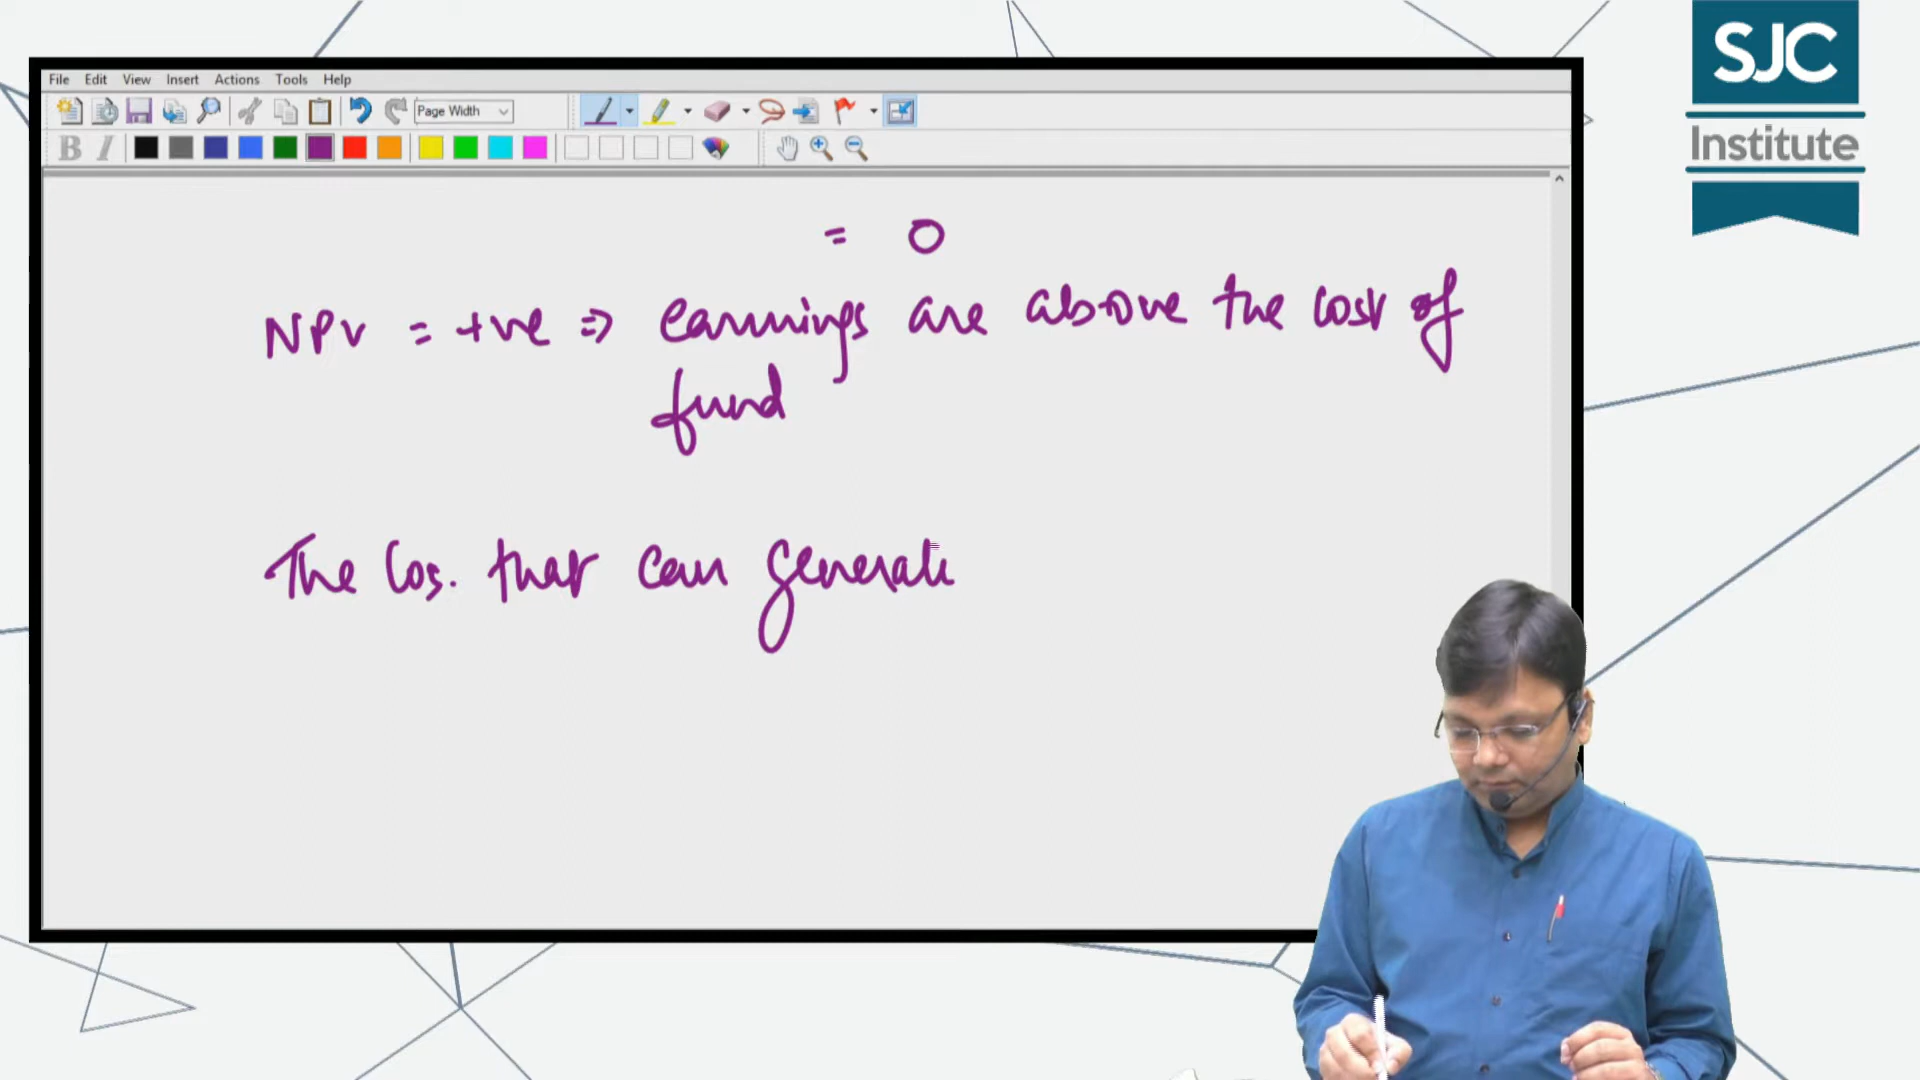 SJC
Institute
File Edit View Insert Actions Tools Help
Page Width
B I
= 0
NPV = +ve => earnings are above the cost of
fund
The Cos. that can generate